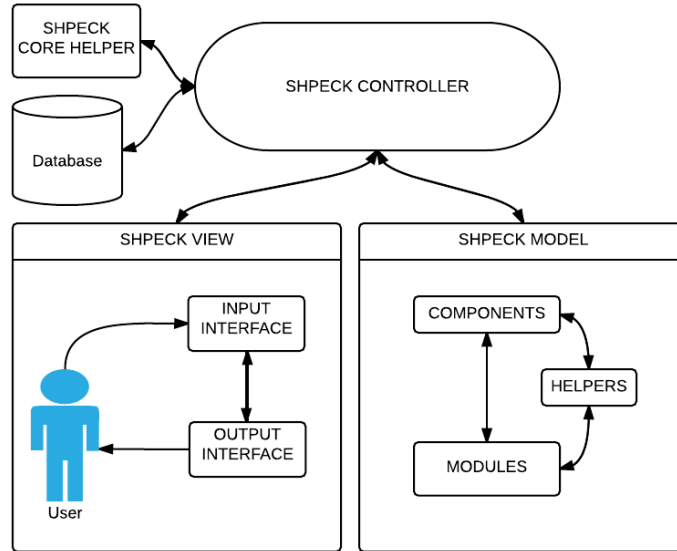 SHPECK
CORE HELPER
SHPECK CONTROLLER
Database
SHPECK VIEW
INPUT
INTERFACE
OUTPUT
INTERFACE
User
SHPECK MODEL
COMPONENTS
HELPERS
MODULES